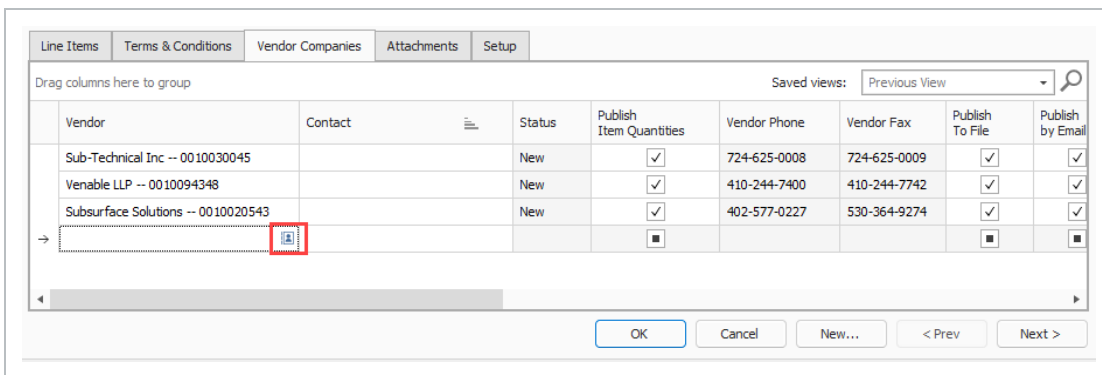 Line Items Terms & Conditions Vendor Companies Attachments Setup
Drag columns here to group Saved views: Previous View
Vendor Contact Status Publish Item Quantities Vendor Phone Vendor Fax Publish To File Publish by Email
Sub-Technical Inc -- 0010030045 New 724-625-0008 724-625-0009
Venable LLP -- 0010094348 New 410-244-7400 410-244-7742
Subsurface Solutions -- 0010020543 New 402-577-0227 530-364-9274
OK Cancel New... < Prev Next >